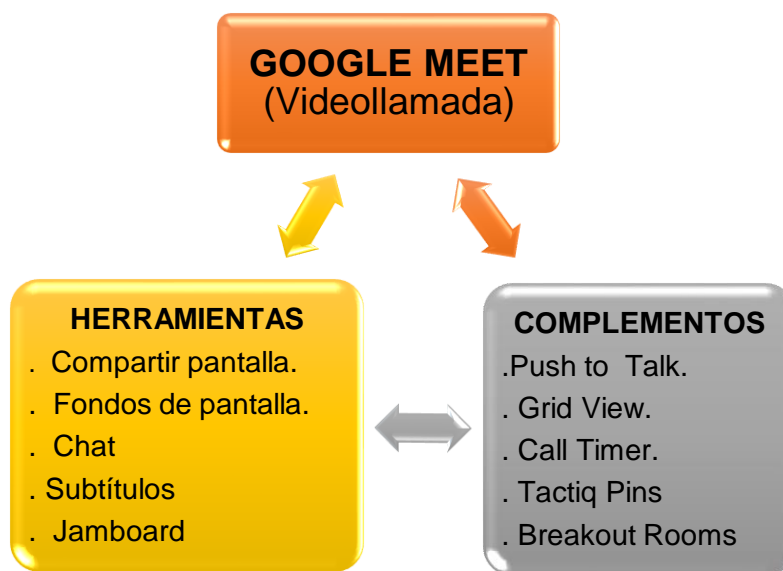 GOOGLE MEET
(Videollamada)
HERRAMIENTAS
. Compartir pantalla.
. Fondos de pantalla.
. Chat
. Subtítulos
. Jamboard
COMPLEMENTOS
.Push to Talk.
. Grid View.
. Call Timer.
. Tactiq Pins
. Breakout Rooms